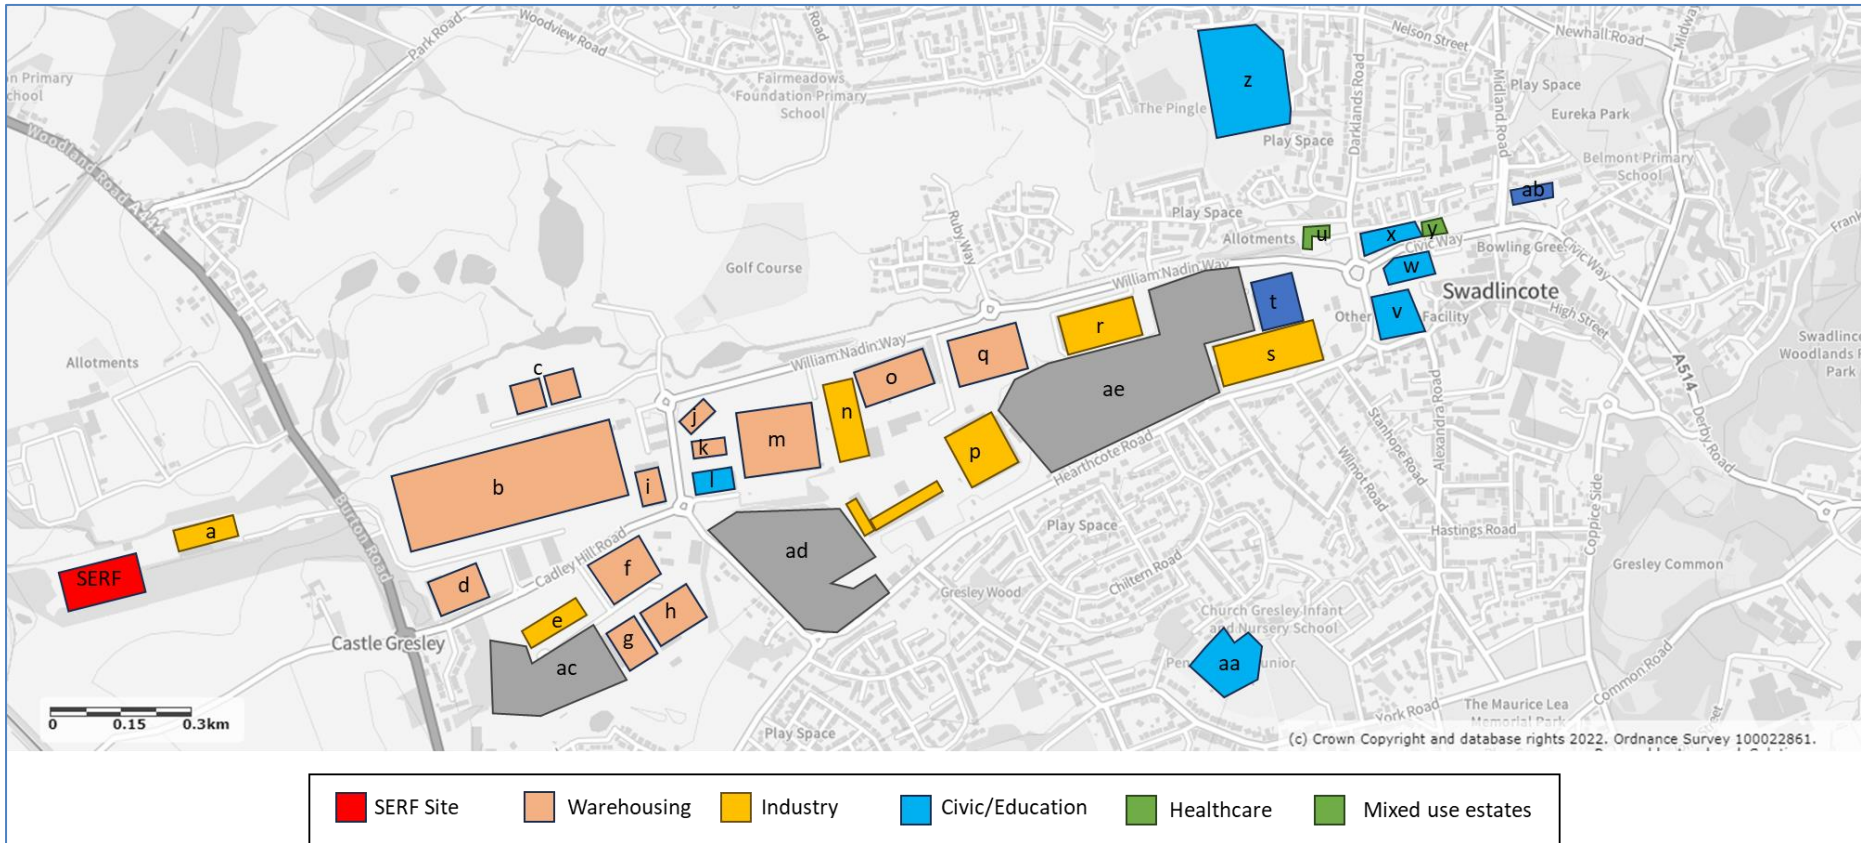 Woodview Road
Park Road
Nelson Street
Newhall Road
Midway
on Primary
chool
Fairmeadows
Foundation Primary
School
z
The Pingle
Play Space
Darklands Road
Midland Road
Play Space
Eureka Park
Woodland Road A444
Belmont Primary
School
ab
Ruby Way
Play Space
Allotments
u
x
y
Civic Way
Bowling Gree
Civic Way
w
Golf Course
William Nadin Way
Swadlincote
t
v
Other
Facility
High Street
r
s
Allotments
c
William Nadin Way
q
o
ae
n
j
k
m
l
b
i
p
Hearthcote Road
Stanhope Road
Alexandra Road
Wilmot Road
A514
Derby Road
Swadlinco
Woodlands
Park
Burton Road
a
SERF
d
Cadley Hill Road
f
ad
Play Space
Chiltern Road
Hastings Road
Coppice Side
Gresley Common
Gresley Wood
e
h
g
Castle Gresley
ac
Church Gresley Infant
and Nursery School
aa
Pen
unior
Common Road
York Road
The Maurice Lea
Memorial Park
Street
Play Space
0 0.15 0.3km
(c) Crown Copyright and database rights 2022. Ordnance Survey 100022861.
SERF Site Warehousing Industry Civic/Education Healthcare Mixed use estates